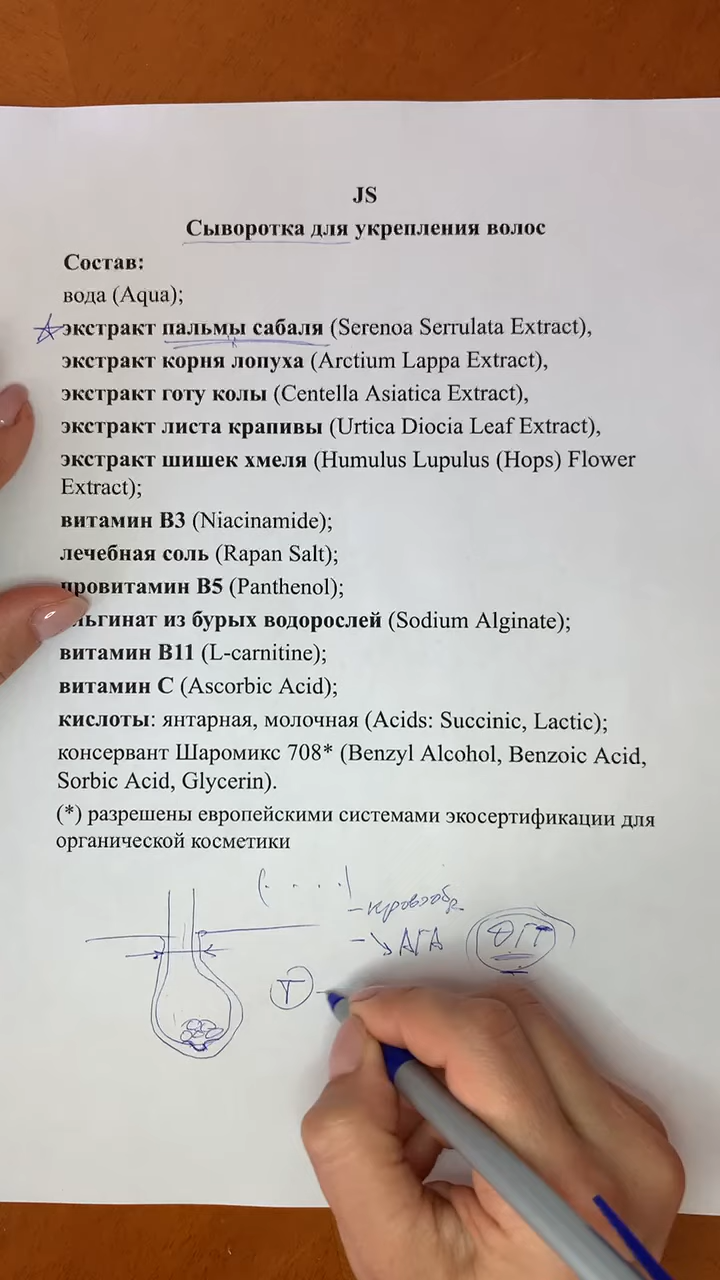 JS
Сыворотка для укрепления волос
Состав:
вода (Aqua);
экстракт пальмы сабаля (Serenoa Serrulata Extract),
экстракт корня лопуха (Arctium Lappa Extract),
экстракт готу колы (Centella Asiatica Extract),
экстракт листа крапивы (Urtica Diocia Leaf Extract),
экстракт шишек хмеля (Humulus Lupulus (Hops) Flower
Extract);
витамин В3 (Niacinamide);
лечебная соль (Rapan Salt);
провитамин В5 (Panthenol);
льгинат из бурых водорослей (Sodium Alginate);
витамин В11 (L-carnitine);
витамин С (Ascorbic Acid);
кислоты: янтарная, молочная (Acids: Succinic, Lactic);
консервант Шаромикс 708* (Benzyl Alcohol, Benzoic Acid,
Sorbic Acid, Glycerin).
(*) разрешены европейскими системами экосертификации для
органической косметики
(....)
- кровооб.
- ↘ АГА ДГТ
Т -